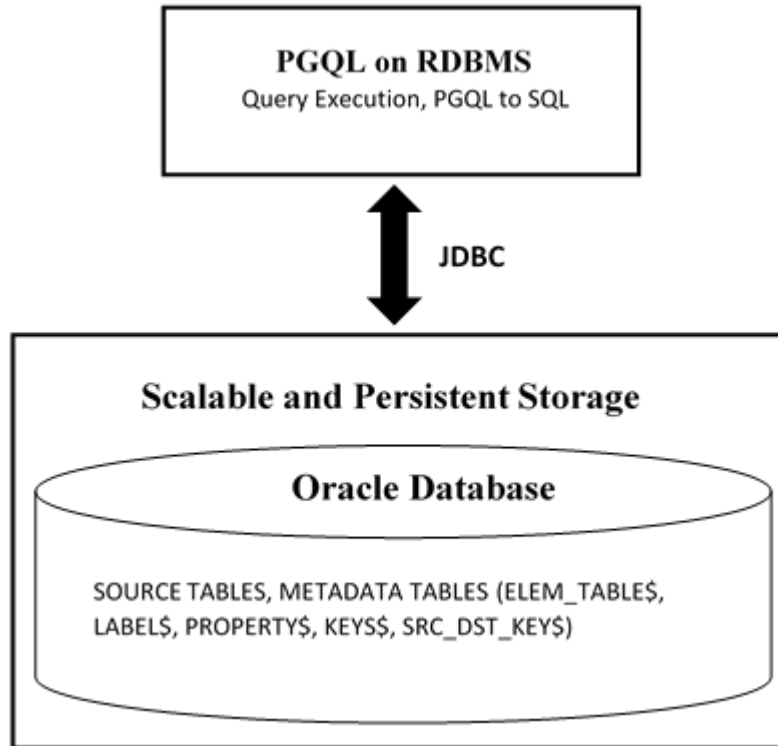 PGQL on RDBMS
Query Execution, PGQL to SQL
JDBC
Scalable and Persistent Storage
Oracle Database
SOURCE TABLES, METADATA TABLES (ELEM_TABLE$,
LABEL$, PROPERTY$, KEYS$, SRC_DST_KEY$)